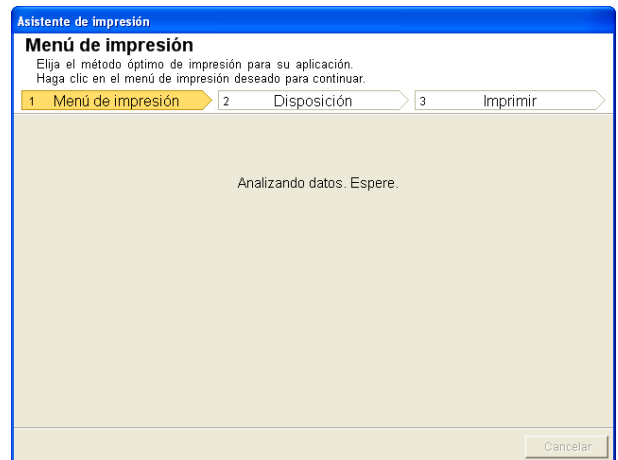 Asistente de impresión
Menú de impresión
Elija el método óptimo de impresión para su aplicación.
Haga clic en el menú de impresión deseado para continuar.
1 Menú de impresión 2 Disposición 3 Imprimir
Analizando datos. Espere.
Cancelar